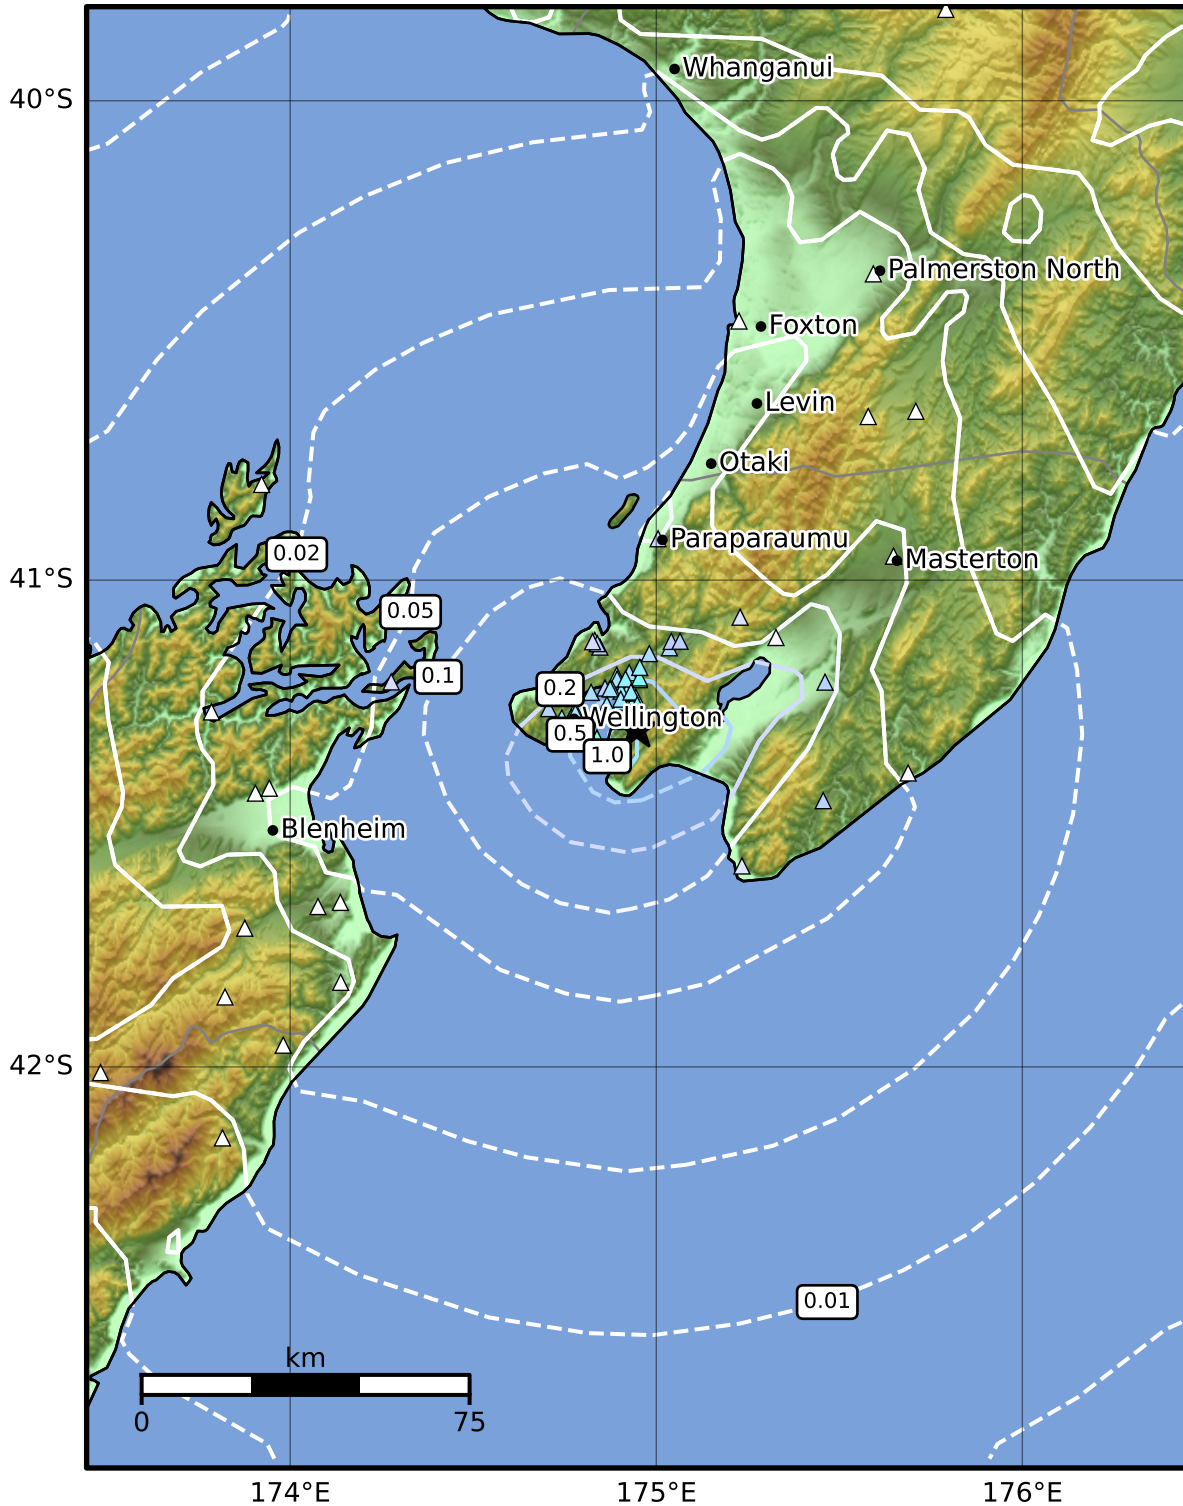 Whanganui
40°S
Palmerston North
Foxton
Levin
Otaki
Paraparaumu
0.02
Masterton
41°S
0.05
0.1
0.2
Wellington
0.5
1.0
Blenheim
42°S
0.01
km
0
75
174°E
175°E
176°E